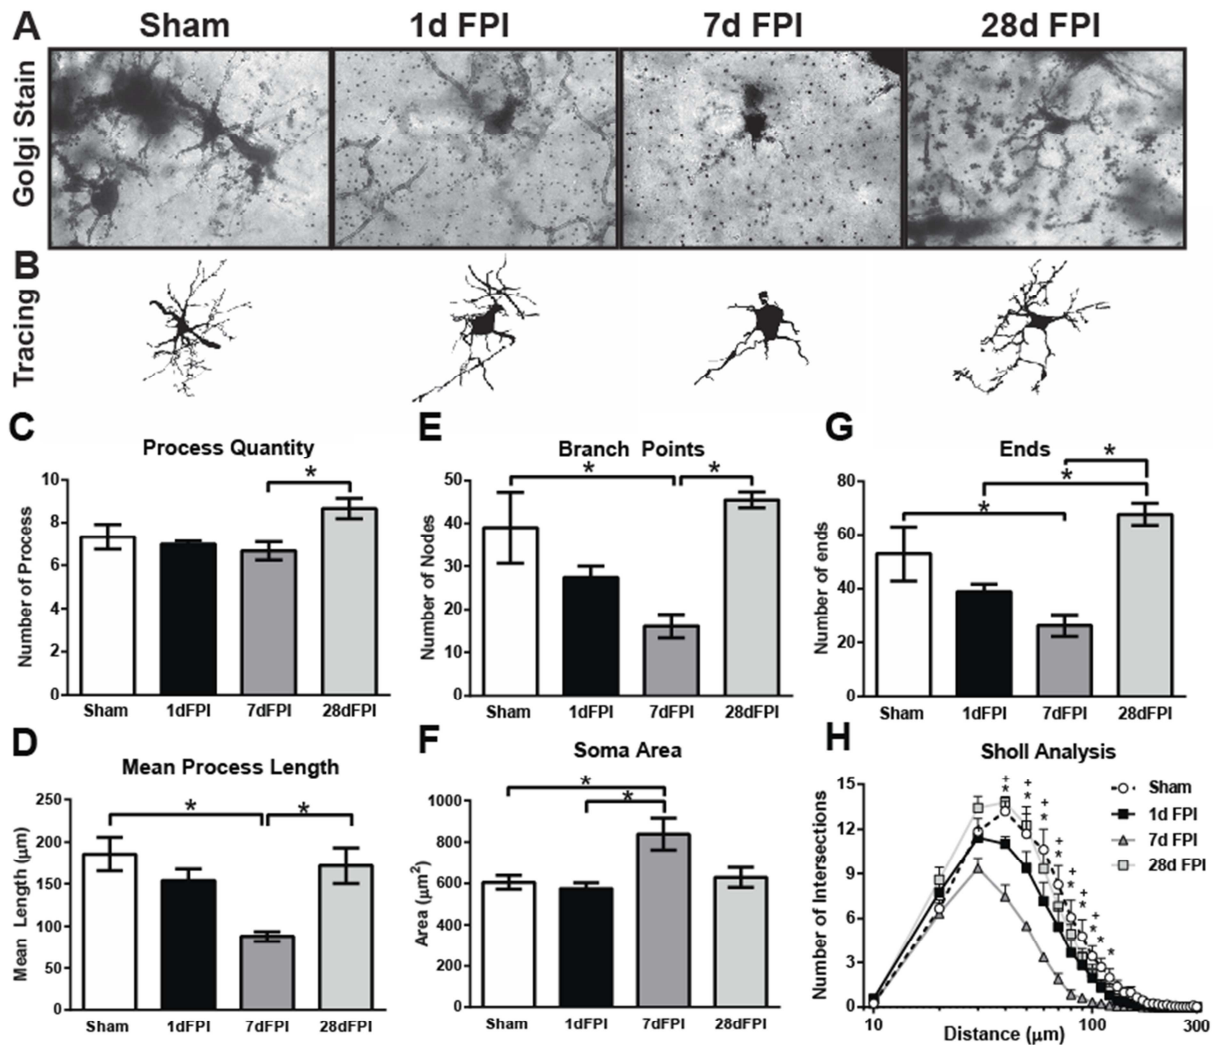 A Sham 1d FPI 7d FPI 28d FPI
Golgi Stain
B
Tracing
C
Process Quantity
*
Number of Process
10
8
6
4
2
0
Sham 1dFPI 7dFPI 28dFPI
E
Branch Points
* *
Number of Nodes
50
40
30
20
10
0
Sham 1dFPI 7dFPI 28dFPI
G
Ends
*
*
*
Number of ends
80
60
40
20
0
Sham 1dFPI 7dFPI 28dFPI
D
Mean Process Length
* *
Mean Length (µm)
250
200
150
100
50
0
Sham 1dFPI 7dFPI 28dFPI
F
Soma Area
*
*
Area (µm²)
1000
800
600
400
200
0
Sham 1dFPI 7dFPI 28dFPI
H
Sholl Analysis
Number of Intersections
15
12
9
6
3
0
+ + + + + + +
* * * * * * * * *
Sham
1d FPI
7d FPI
28d FPI
10 100 300
Distance (µm)